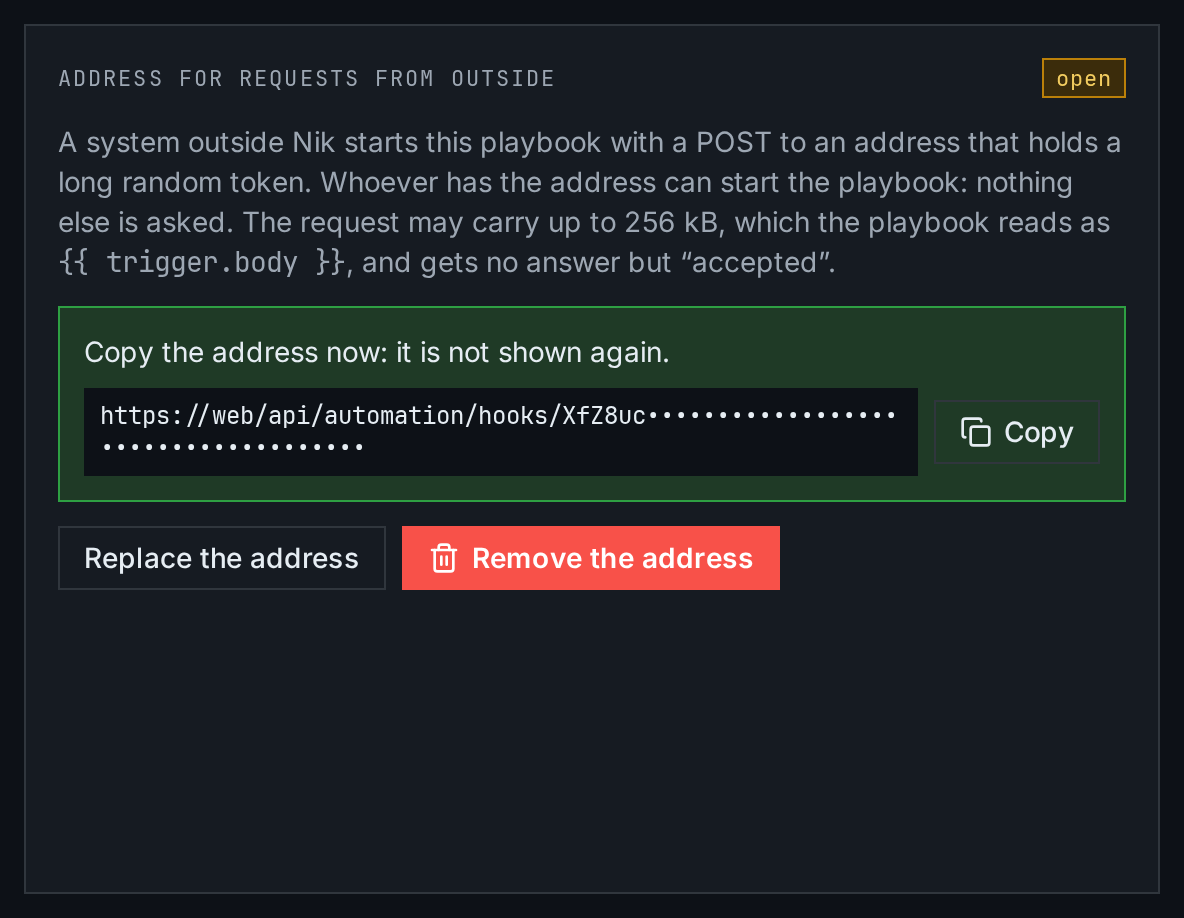 ADDRESS FOR REQUESTS FROM OUTSIDE
open
A system outside Nik starts this playbook with a POST to an address that holds a
long random token. Whoever has the address can start the playbook: nothing
else is asked. The request may carry up to 256 kB, which the playbook reads as
{{ trigger.body }}, and gets no answer but “accepted”.
Copy the address now: it is not shown again.
https://web/api/automation/hooks/XfZ8uc••••••••••••••••••
•••••••••••••••••••
Copy
Replace the address
Remove the address